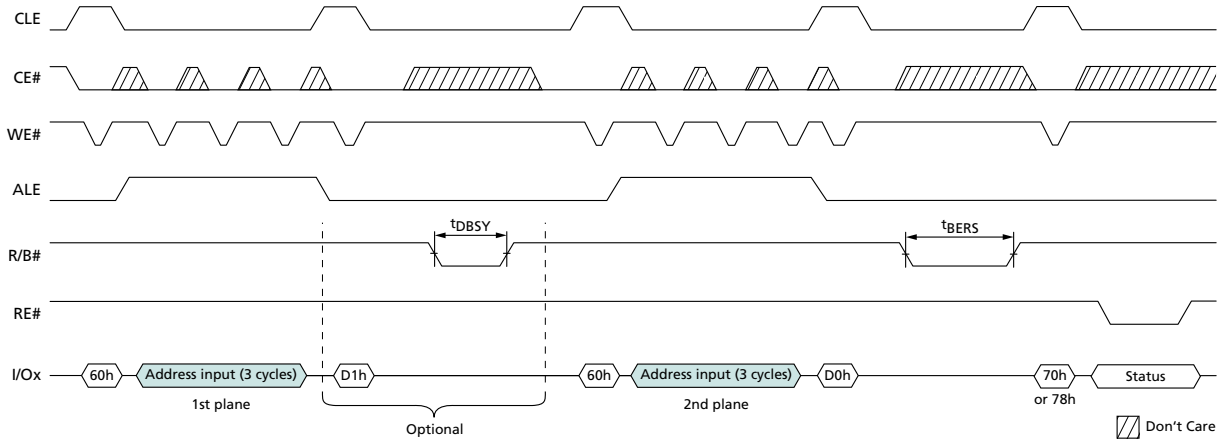 CLE
CE#
WE#
ALE
tDBSY
tBERS
R/B#
RE#
I/Ox
60h
Address input (3 cycles)
D1h
60h
Address input (3 cycles)
D0h
70h
Status
1st plane
2nd plane
or 78h
Optional
Don't Care